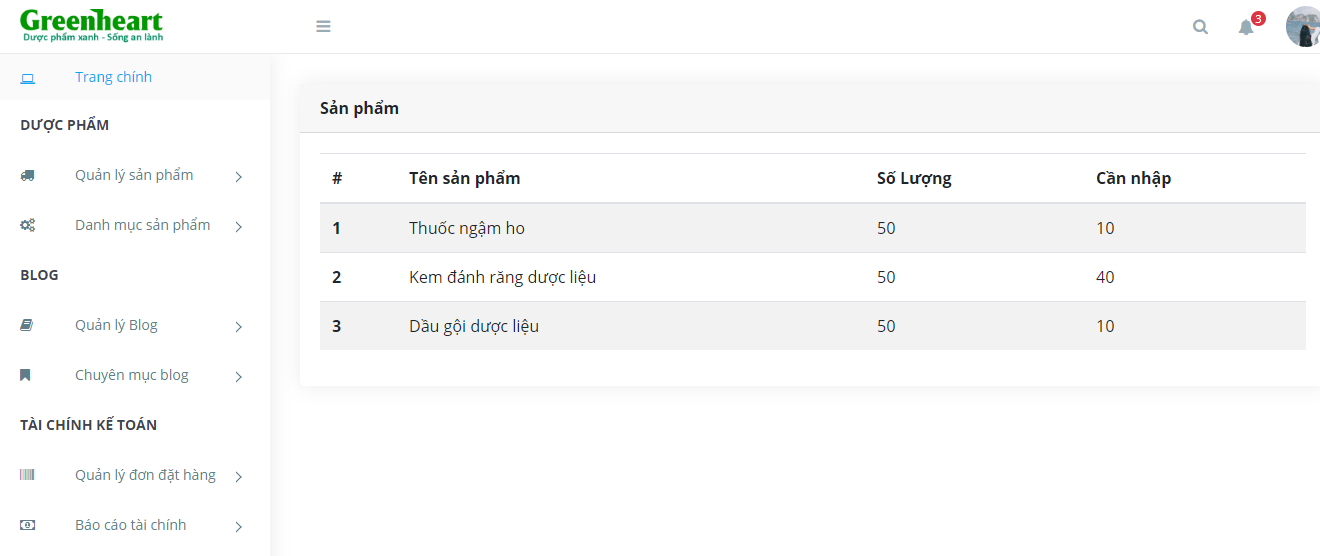 Greenheart
Dược phẩm xanh - Sống an lành
3
Trang chính
DƯỢC PHẨM
Quản lý sản phẩm
Danh mục sản phẩm
BLOG
Quản lý Blog
Chuyên mục blog
TÀI CHÍNH KẾ TOÁN
Quản lý đơn đặt hàng
Báo cáo tài chính
Sản phẩm
# Tên sản phẩm Số Lượng Cần nhập
1 Thuốc ngậm ho 50 10
2 Kem đánh răng dược liệu 50 40
3 Dầu gội dược liệu 50 10